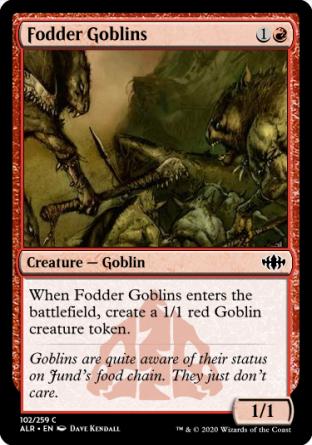 Fodder Goblins 1
Creature — Goblin
When Fodder Goblins enters the
battlefield, create a 1/1 red Goblin
creature token.
Goblins are quite aware of their status
on Jund's food chain. They just don't
care.
1/1
102/259 C
ALR • EN DAVE KENDALL ™ & © 2020 Wizards of the Coast